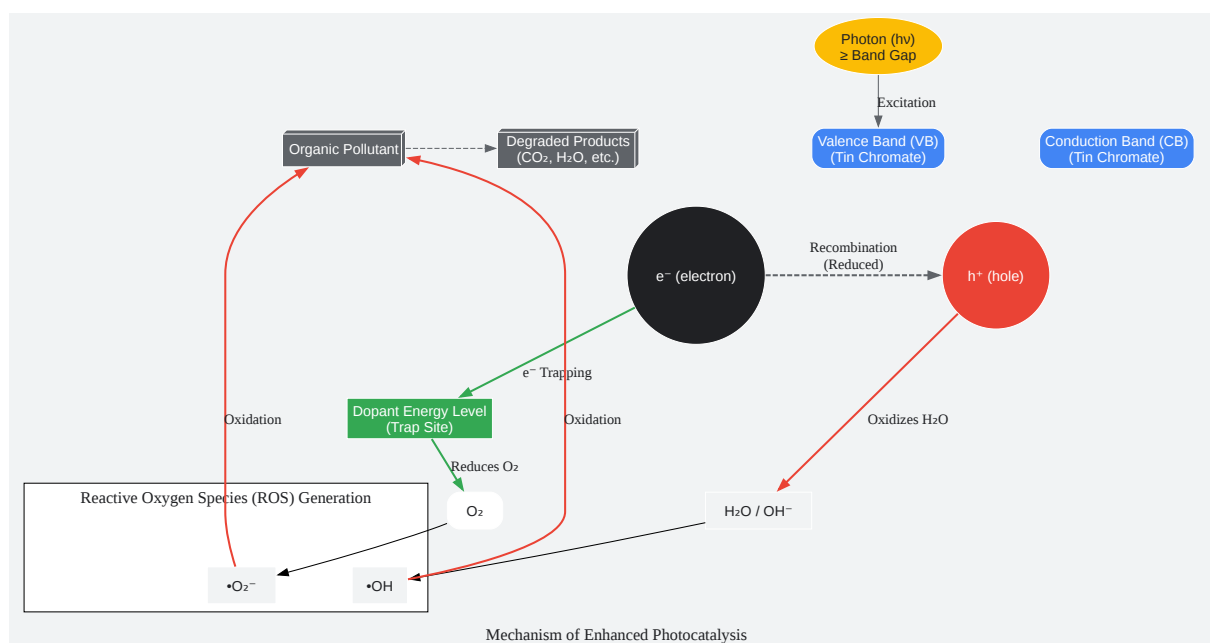 Photon (hν)
≥ Band Gap
Excitation
Organic Pollutant
Degraded Products
(CO₂, H₂O, etc.)
Valence Band (VB)
(Tin Chromate)
Conduction Band (CB)
(Tin Chromate)
e⁻ (electron)
Recombination
(Reduced)
h⁺ (hole)
e⁻ Trapping
Dopant Energy Level
(Trap Site)
Oxidation
Oxidation
Oxidizes H₂O
Reduces O₂
Reactive Oxygen Species (ROS) Generation
O₂
H₂O / OH⁻
•O₂⁻
•OH
Mechanism of Enhanced Photocatalysis